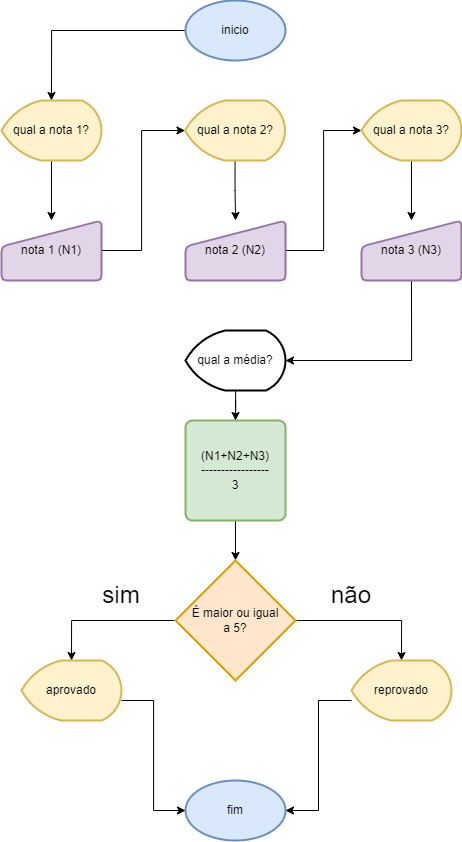 inicio
qual a nota 1?
qual a nota 2?
qual a nota 3?
nota 1 (N1)
nota 2 (N2)
nota 3 (N3)
qual a média?
(N1+N2+N3)
-----------------
3
É maior ou igual
a 5?
sim
não
aprovado
reprovado
fim